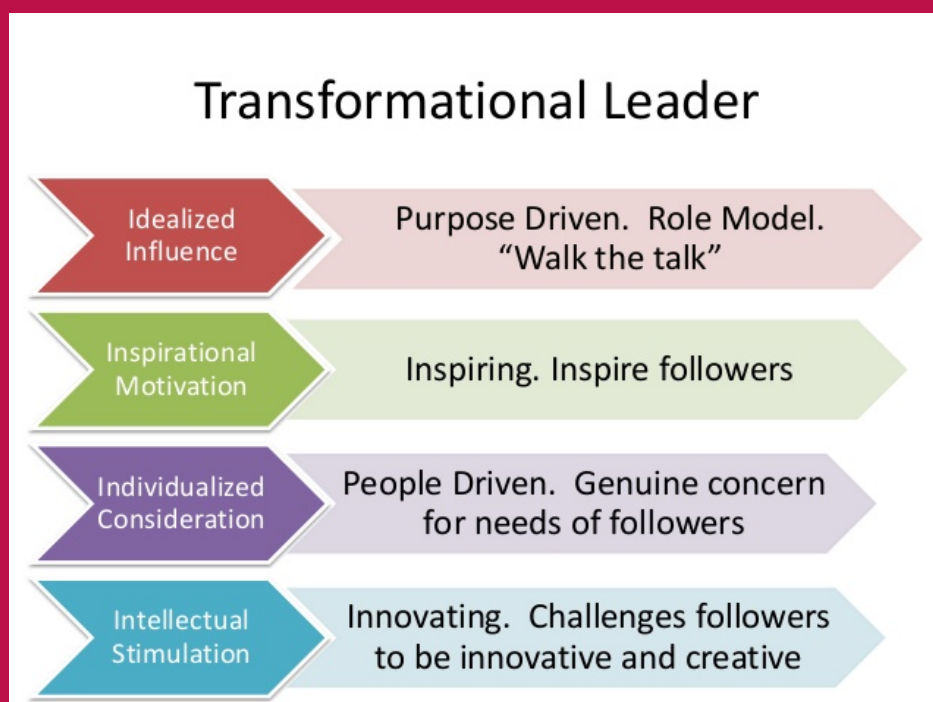 Transformational Leader
Idealized
Influence
Purpose Driven.  Role Model.
“Walk the talk”
Inspirational
Motivation
Inspiring. Inspire followers
Individualized
Consideration
People Driven.  Genuine concern
for needs of followers
Intellectual
Stimulation
Innovating.  Challenges followers
to be innovative and creative